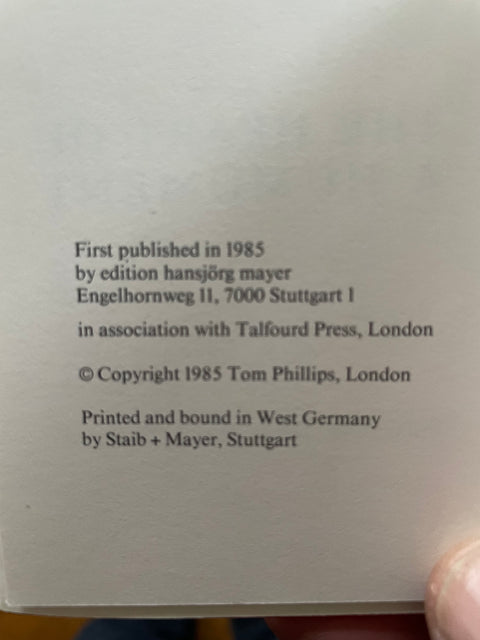 First published in 1985
by edition hansjörg mayer
Engelhornweg 11, 7000 Stuttgart 1
in association with Talfourd Press, London
© Copyright 1985 Tom Phillips, London
Printed and bound in West Germany
by Staib + Mayer, Stuttgart